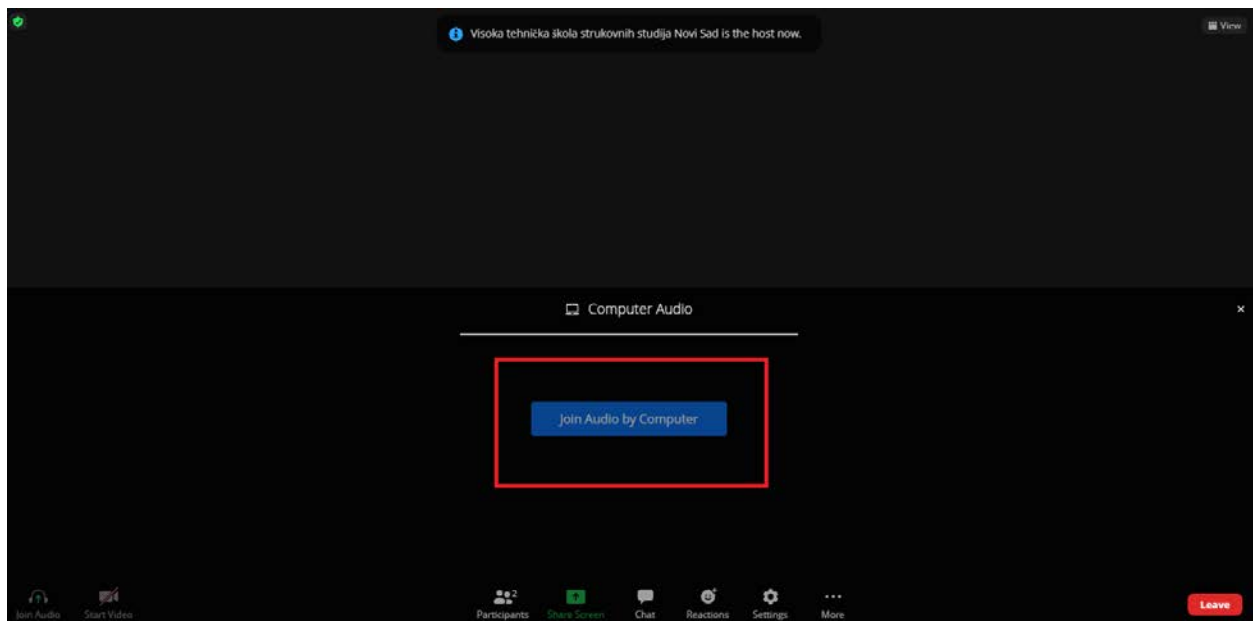 Visoka tehnička škola strukovnih studija Novi Sad is the host now.
View
Computer Audio
Join Audio by Computer
Join Audio
Start Video
Participants
2
Share Screen
Chat
Reactions
Settings
More
Leave